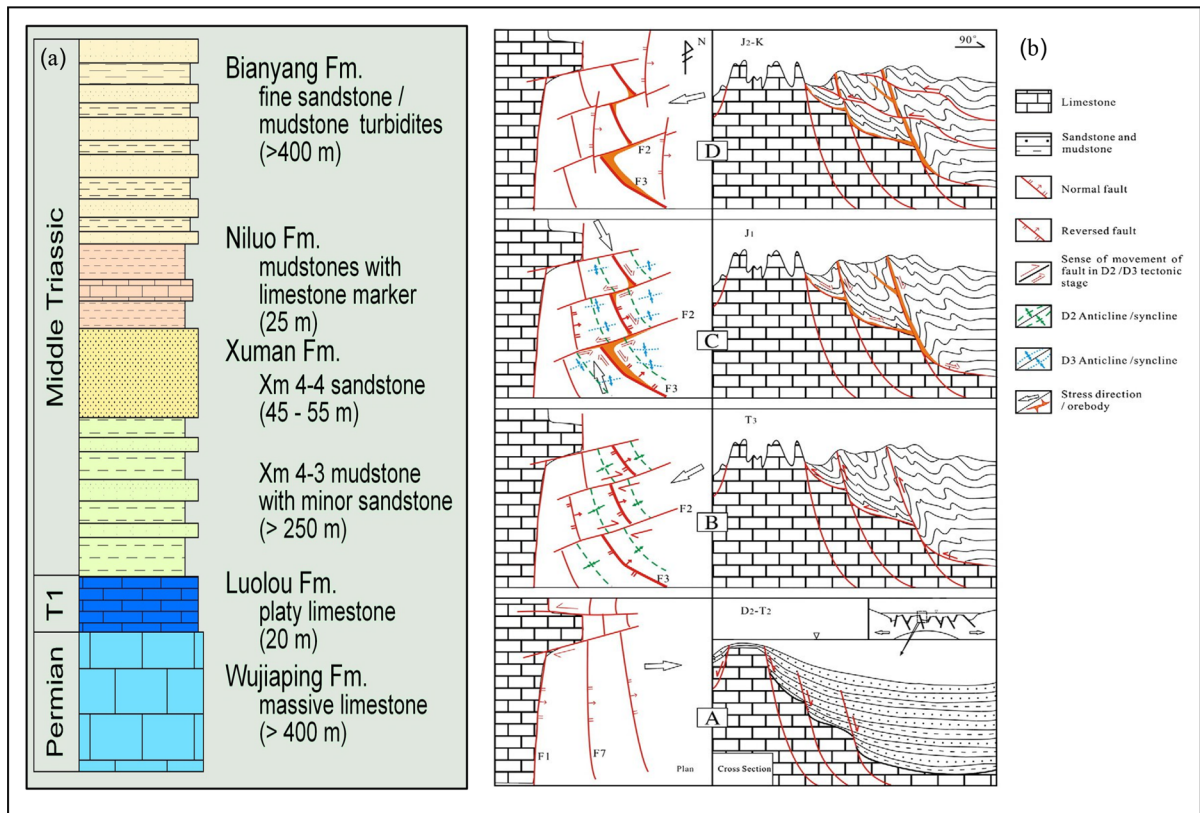 (a)
Middle Triassic
T1
Permian
Bianyang Fm.
fine sandstone /
mudstone turbidites
(>400 m)
Niluo Fm.
mudstones with
limestone marker
(25 m)
Xuman Fm.
Xm 4-4 sandstone
(45 - 55 m)
Xm 4-3 mudstone
with minor sandstone
(> 250 m)
Luolou Fm.
platy limestone
(20 m)
Wujiaping Fm.
massive limestone
(> 400 m)
(b)
N
J2-K
90°
F2
F3
D
J1
F2
F3
C
T3
F2
F3
B
D2-T2
A
F1
F7
Plan
Cross Section
Limestone
Sandstone and
mudstone
Normal fault
Reversed fault
Sense of movement of
fault in D2 /D3 tectonic
stage
D2 Anticline /syncline
D3 Anticline /syncline
Stress direction
/ orebody